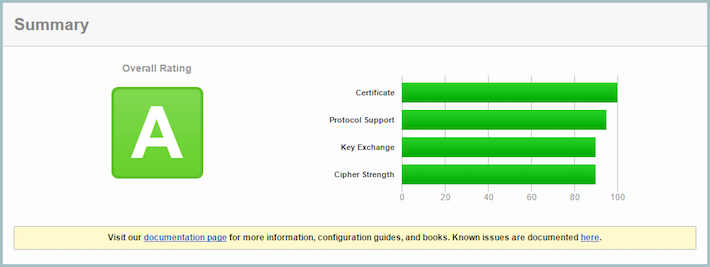 Summary
Overall Rating
A
Certificate
Protocol Support
Key Exchange
Cipher Strength
0 20 40 60 80 100
Visit our documentation page for more information, configuration guides, and books. Known issues are documented here.